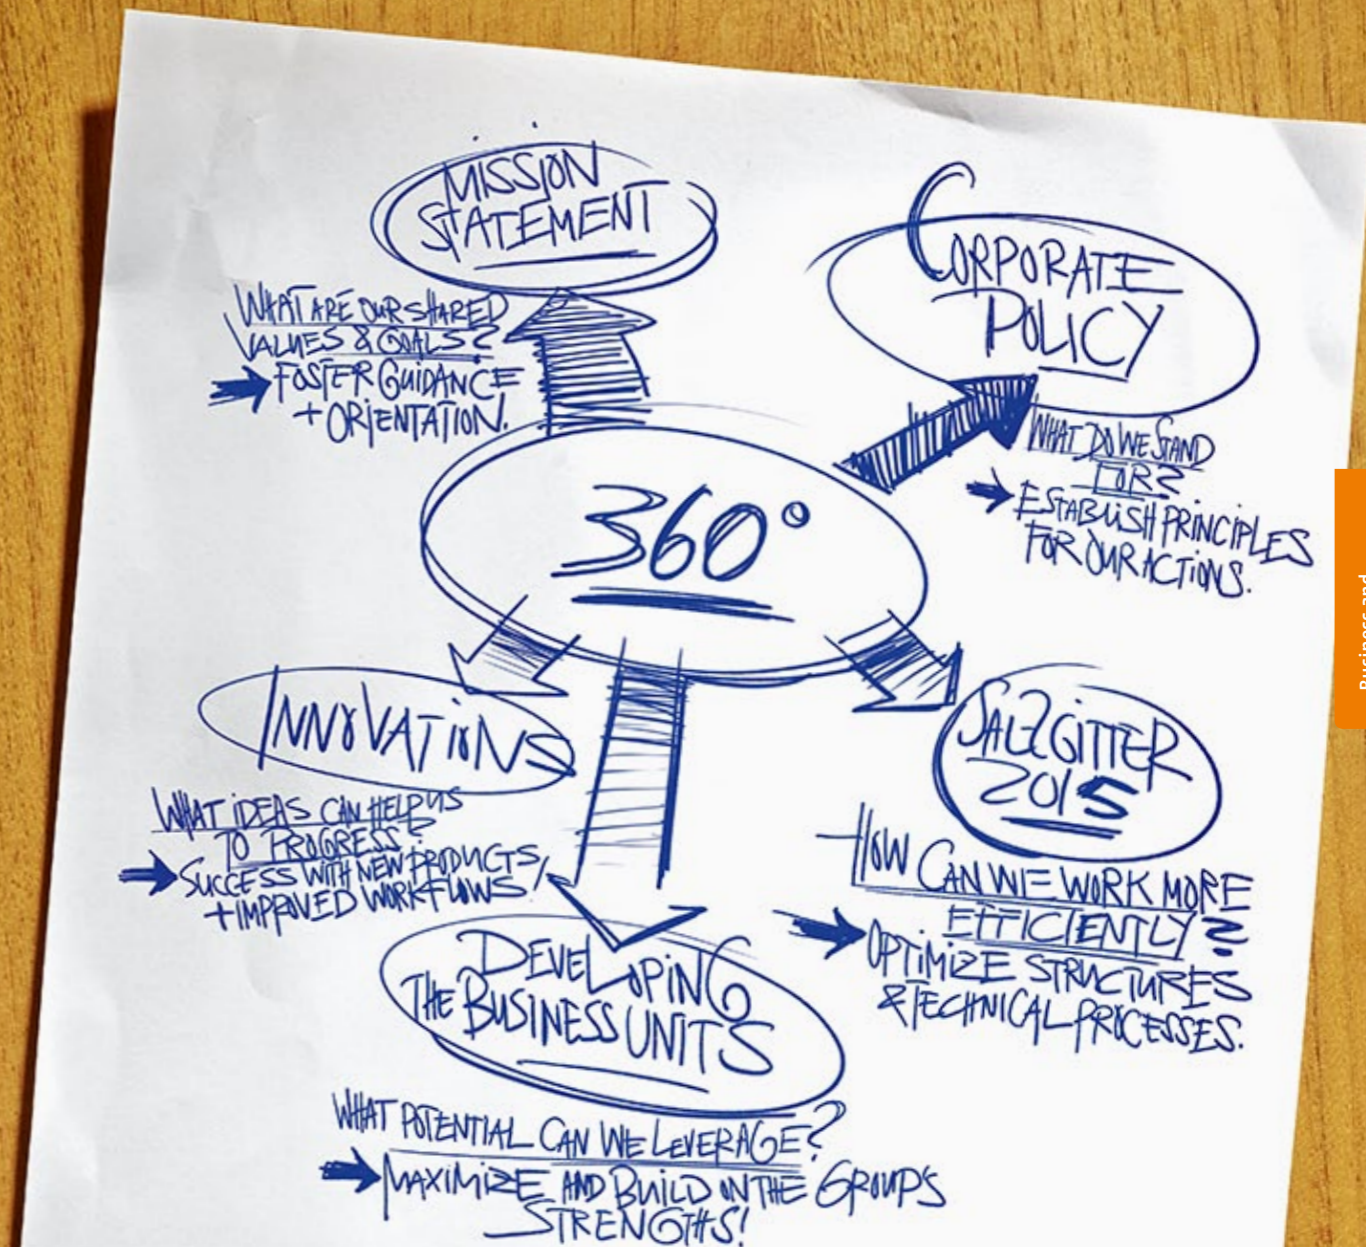 MISSION
STATEMENT
WHAT ARE OUR SHARED
VALUES & GOALS?
FOSTER GUIDANCE
+ ORIENTATION.
CORPORATE
POLICY
WHAT DO WE STAND
FOR?
ESTABLISH PRINCIPLES
FOR OUR ACTIONS.
360°
INNOVATIONS
WHAT IDEAS CAN HELP US
TO PROGRESS?
SUCCESS WITH NEW PRODUCTS,
+ IMPROVED WORKFLOWS!
SALZGITTER
2015
HOW CAN WE WORK MORE
EFFICIENTLY?
OPTIMIZE STRUCTURES
& TECHNICAL PROCESSES.
DEVELOPING
THE BUSINESS UNITS
WHAT POTENTIAL CAN WE LEVERAGE?
MAXIMIZE AND BUILD ON THE GROUP'S
STRENGTHS!
Business and